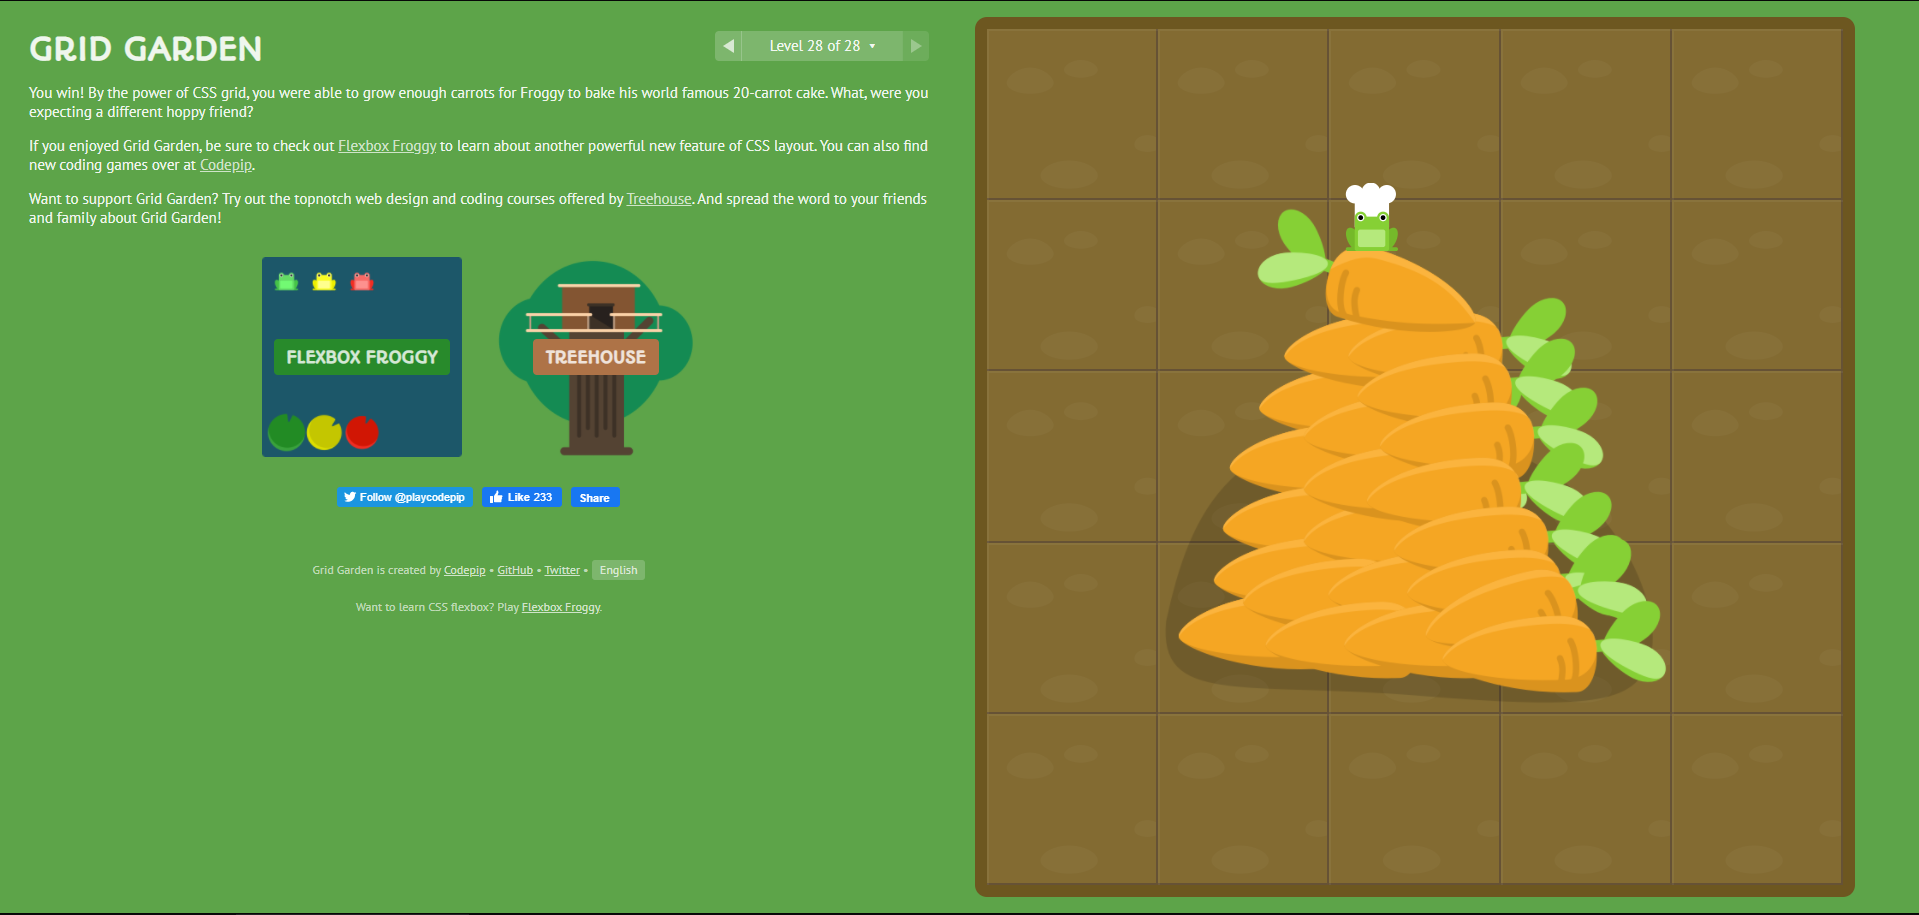 GRID GARDEN
Level 28 of 28
You win! By the power of CSS grid, you were able to grow enough carrots for Froggy to bake his world famous 20-carrot cake. What, were you
expecting a different hoppy friend?
If you enjoyed Grid Garden, be sure to check out Flexbox Froggy to learn about another powerful new feature of CSS layout. You can also find
new coding games over at Codepip.
Want to support Grid Garden? Try out the topnotch web design and coding courses offered by Treehouse. And spread the word to your friends
and family about Grid Garden!
FLEXBOX FROGGY
TREEHOUSE
Follow @playcodepip
Like 233
Share
Grid Garden is created by Codepip • GitHub • Twitter • English
Want to learn CSS flexbox? Play Flexbox Froggy.